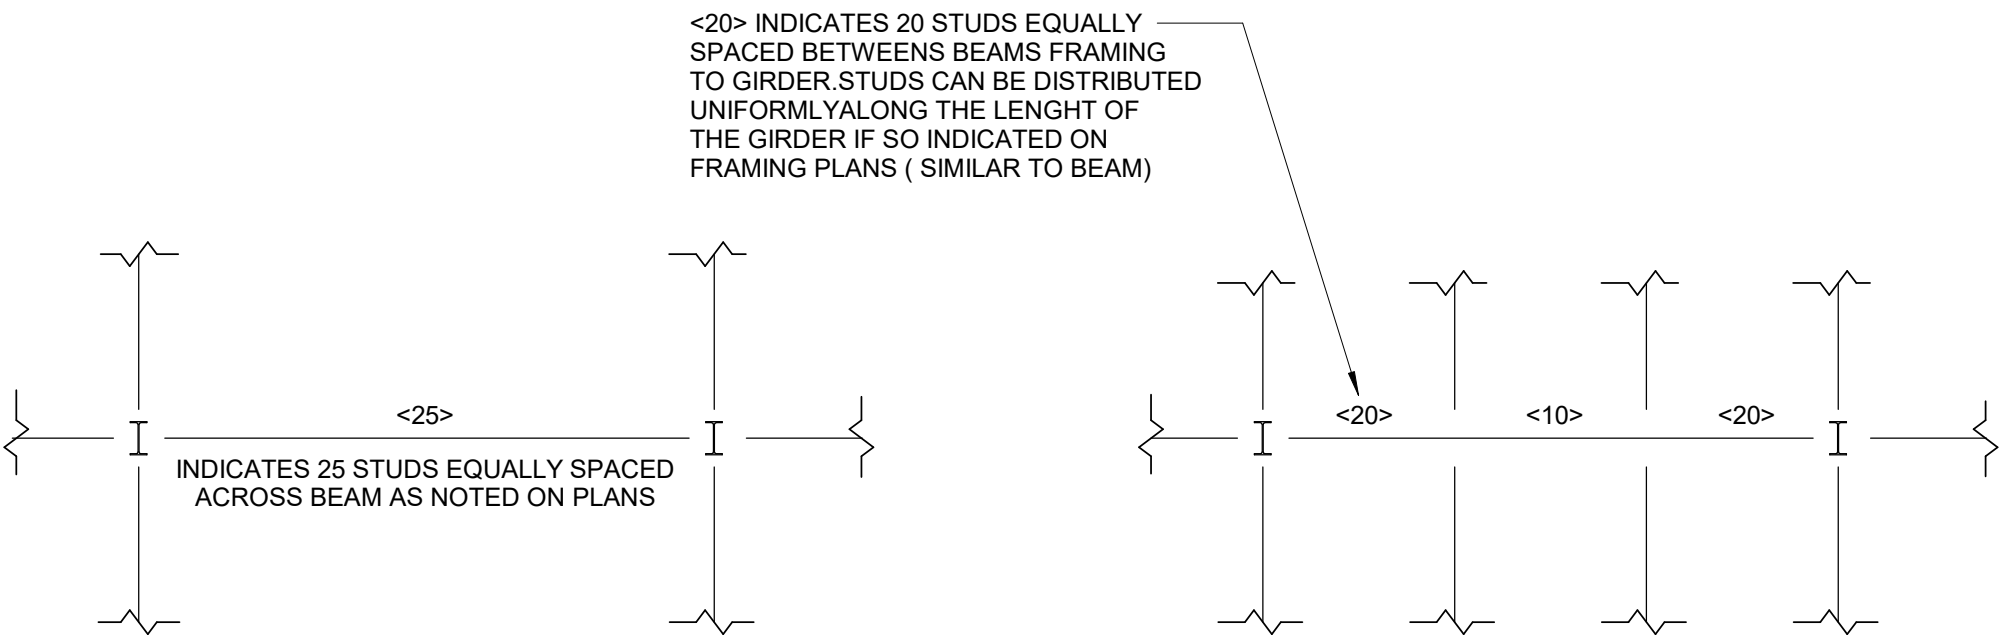 <20> INDICATES 20 STUDS EQUALLY
SPACED BETWEENS BEAMS FRAMING
TO GIRDER.STUDS CAN BE DISTRIBUTED
UNIFORMLYALONG THE LENGHT OF
THE GIRDER IF SO INDICATED ON
FRAMING PLANS ( SIMILAR TO BEAM)
<25>
INDICATES 25 STUDS EQUALLY SPACED
ACROSS BEAM AS NOTED ON PLANS
<20> <10> <20>